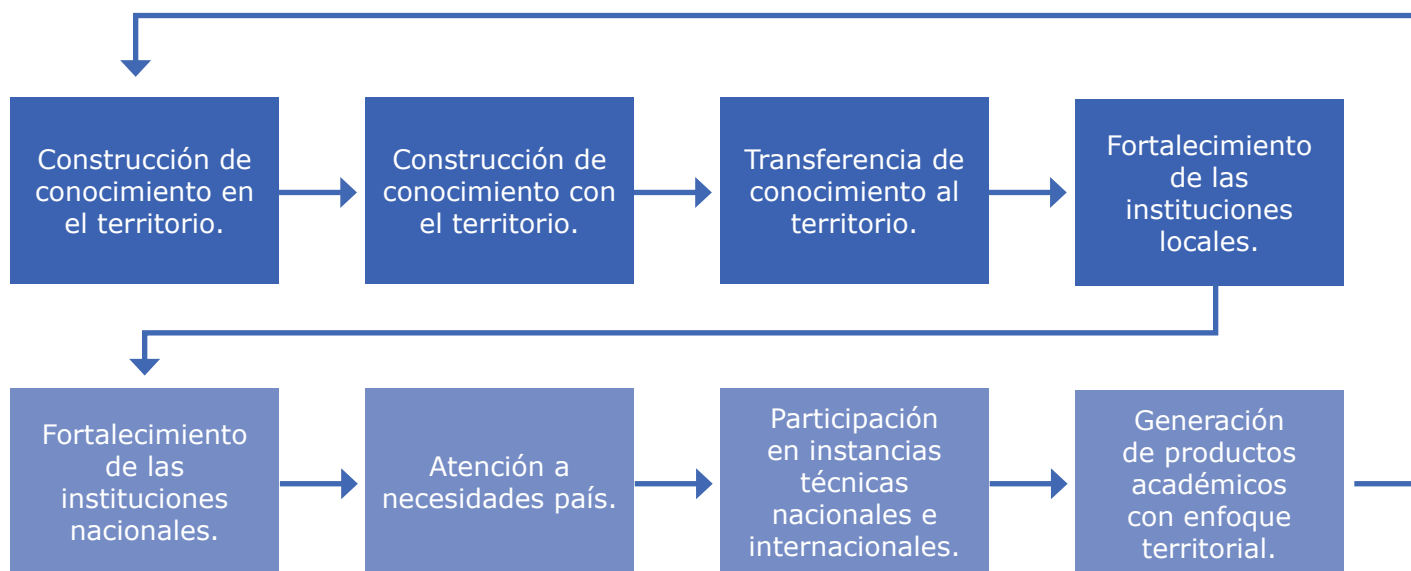 Construcción de
conocimiento en
el territorio.
Construcción de
conocimiento con
el territorio.
Transferencia de
conocimiento al
territorio.
Fortalecimiento
de las
instituciones
locales.
Fortalecimiento
de las
instituciones
nacionales.
Atención a
necesidades país.
Participación
en instancias
técnicas
nacionales e
internacionales.
Generación
de productos
académicos
con enfoque
territorial.